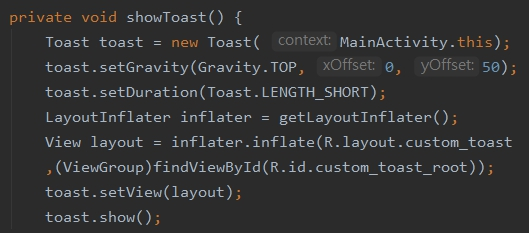 private void showToast() {
Toast toast = new Toast( context: MainActivity.this);
toast.setGravity(Gravity.TOP, xOffset: 0, yOffset: 50);
toast.setDuration(Toast.LENGTH_SHORT);
LayoutInflater inflater = getLayoutInflater();
View layout = inflater.inflate(R.layout.custom_toast
,(ViewGroup)findViewById(R.id.custom_toast_root));
toast.setView(layout);
toast.show();